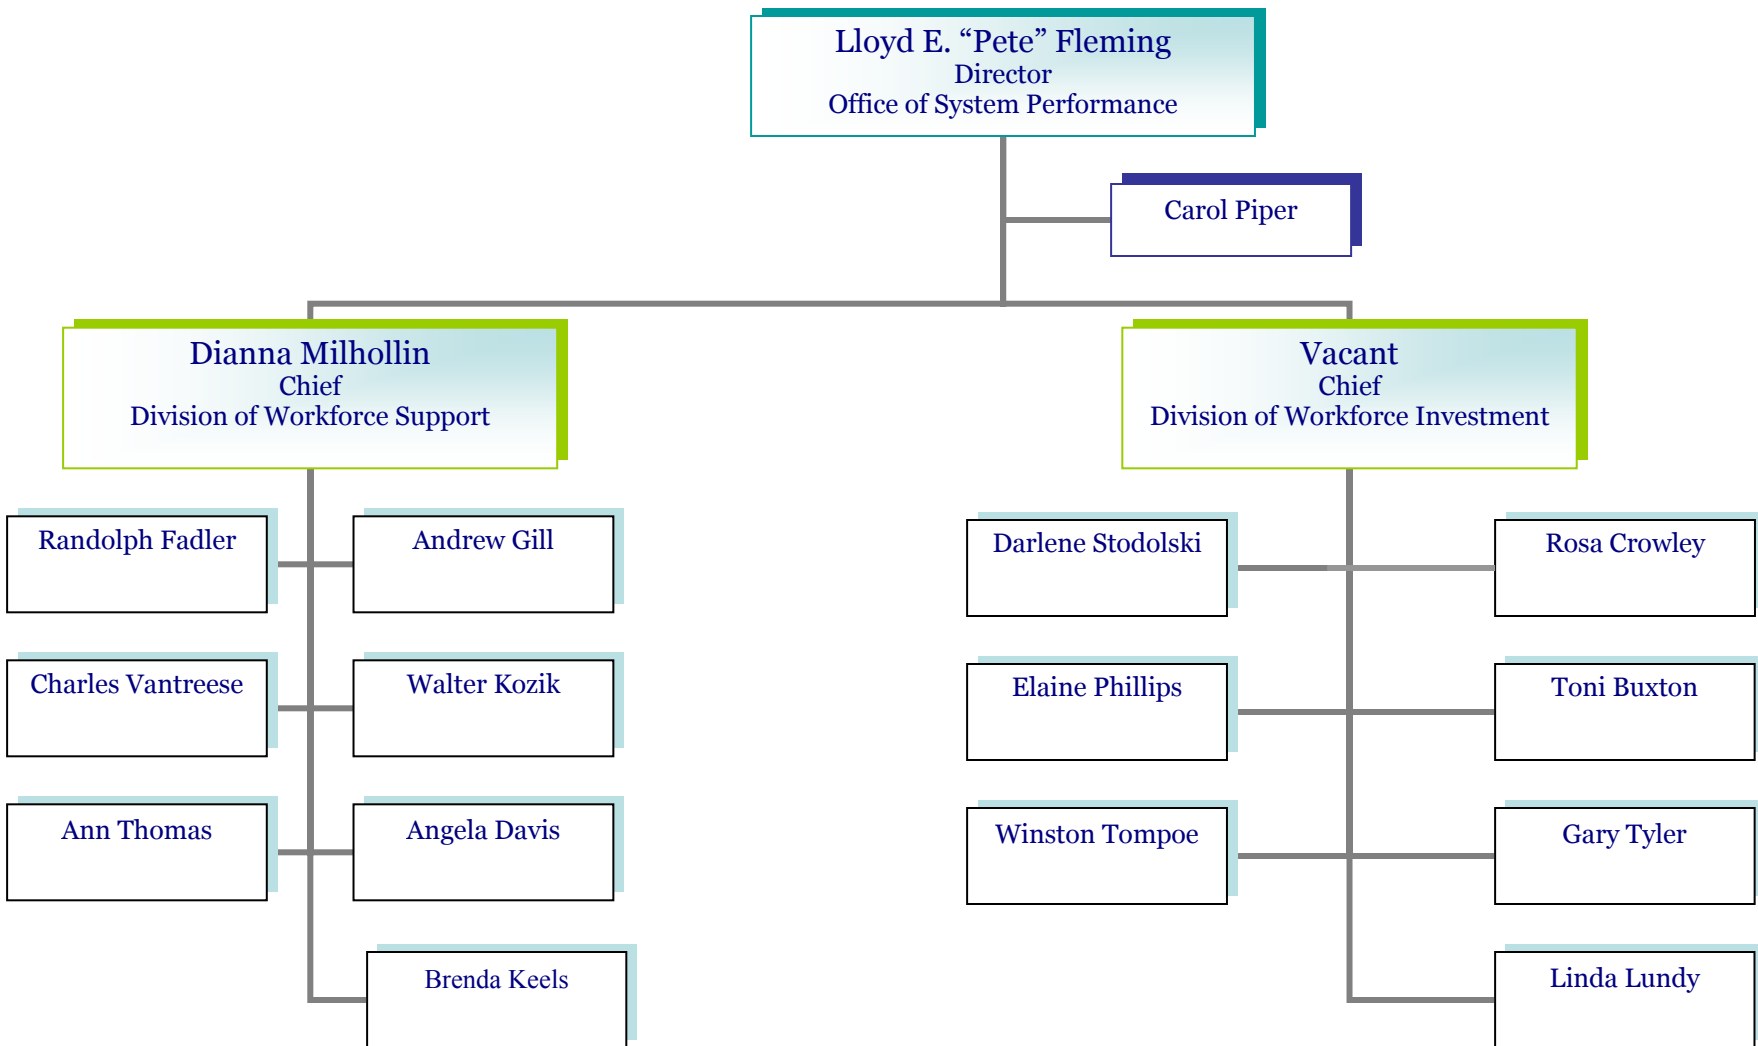 Lloyd E. “Pete” Fleming
Director
Office of System Performance
Carol Piper
Dianna Milhollin
Chief
Division of Workforce Support
Vacant
Chief
Division of Workforce Investment
Randolph Fadler
Andrew Gill
Charles Vantreese
Walter Kozik
Ann Thomas
Angela Davis
Brenda Keels
Darlene Stodolski
Rosa Crowley
Elaine Phillips
Toni Buxton
Winston Tompoe
Gary Tyler
Linda Lundy